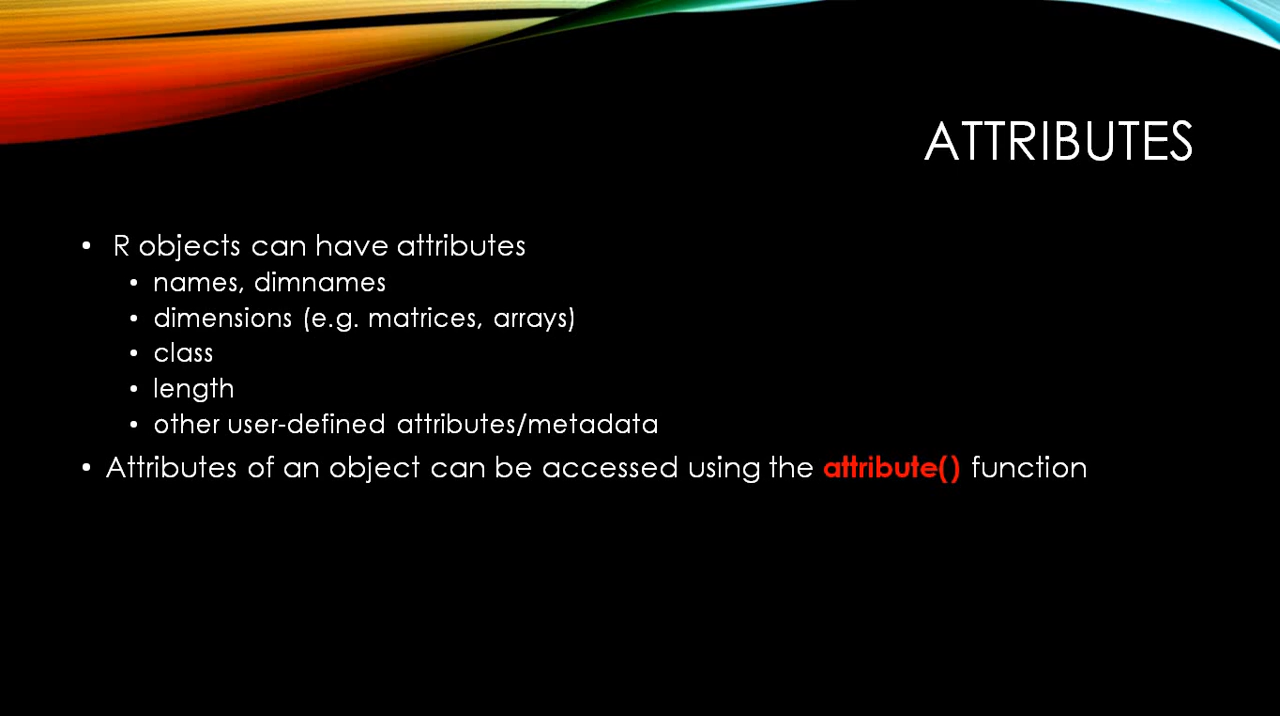 ATTRIBUTES
• R objects can have attributes
• names, dimnames
• dimensions (e.g. matrices, arrays)
• class
• length
• other user-defined attributes/metadata
• Attributes of an object can be accessed using the attribute() function